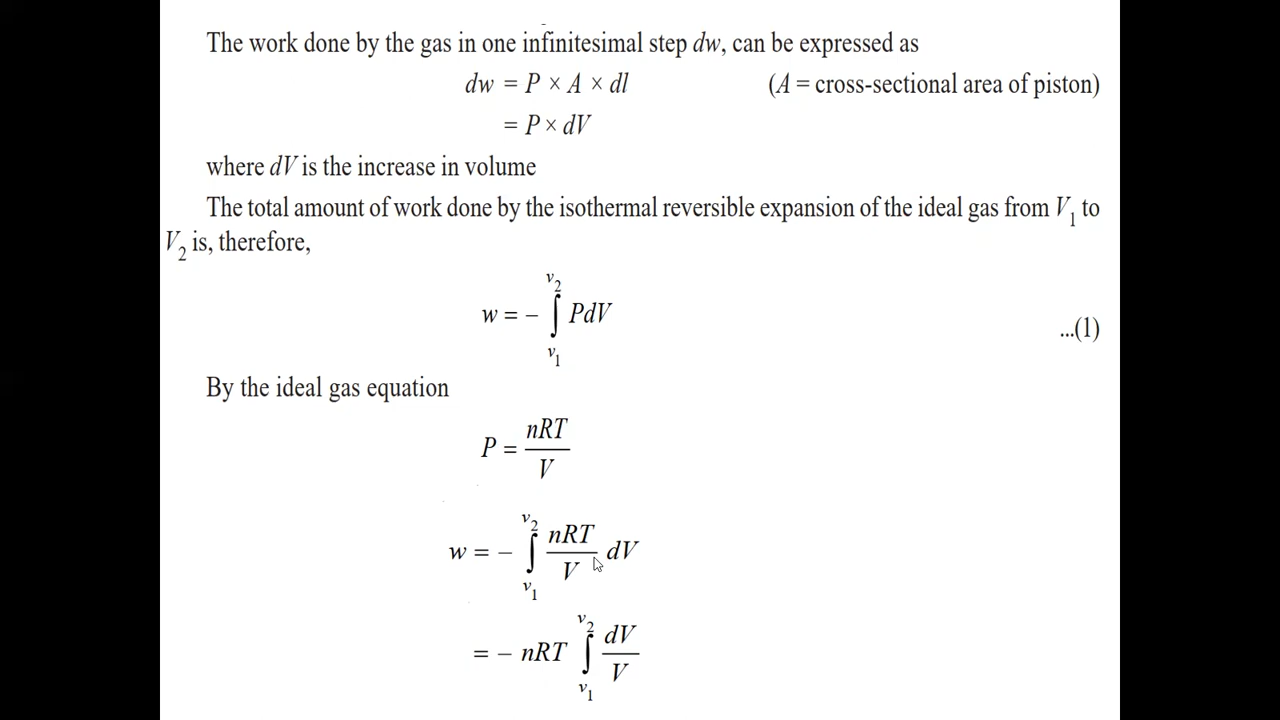 The work done by the gas in one infinitesimal step dw, can be expressed as
dw = P × A × dl (A = cross-sectional area of piston)
= P × dV
where dV is the increase in volume
The total amount of work done by the isothermal reversible expansion of the ideal gas from V₁ to
V₂ is, therefore,
w = − ∫_{v₁}^{v₂} PdV ...(1)
By the ideal gas equation
P = nRT/V
w = − ∫_{v₁}^{v₂} nRT/V dV
= − nRT ∫_{v₁}^{v₂} dV/V